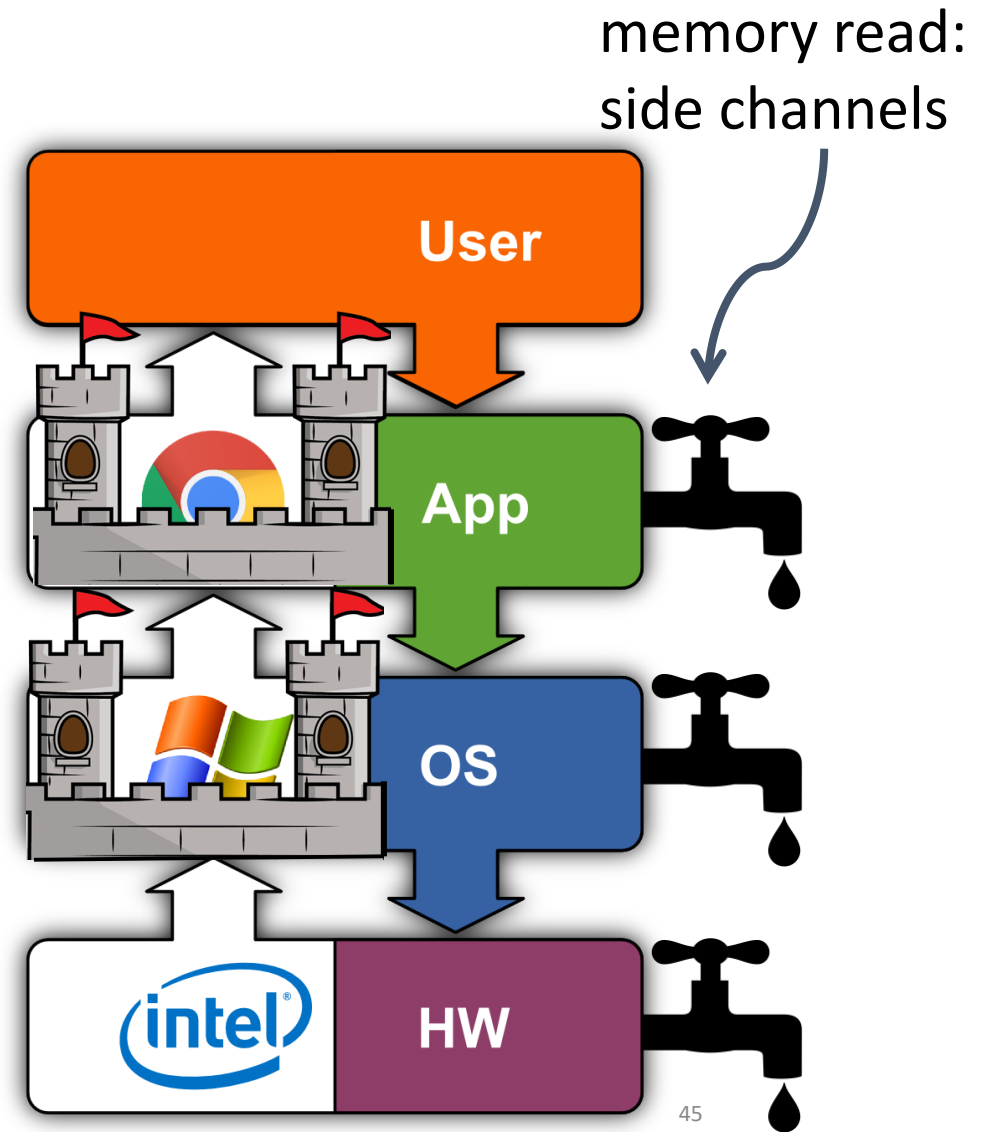 memory read:
side channels
User
App
OS
intel®
HW
45